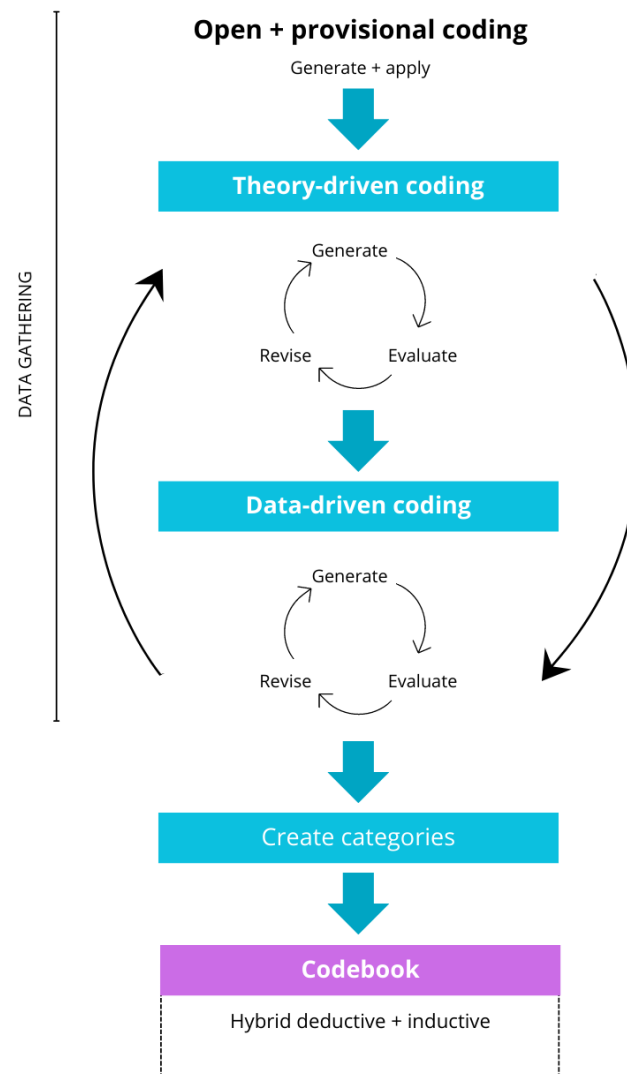 Open + provisional coding
Generate + apply
Theory-driven coding
Generate
Revise
Evaluate
DATA GATHERING
Data-driven coding
Generate
Revise
Evaluate
Create categories
Codebook
Hybrid deductive + inductive